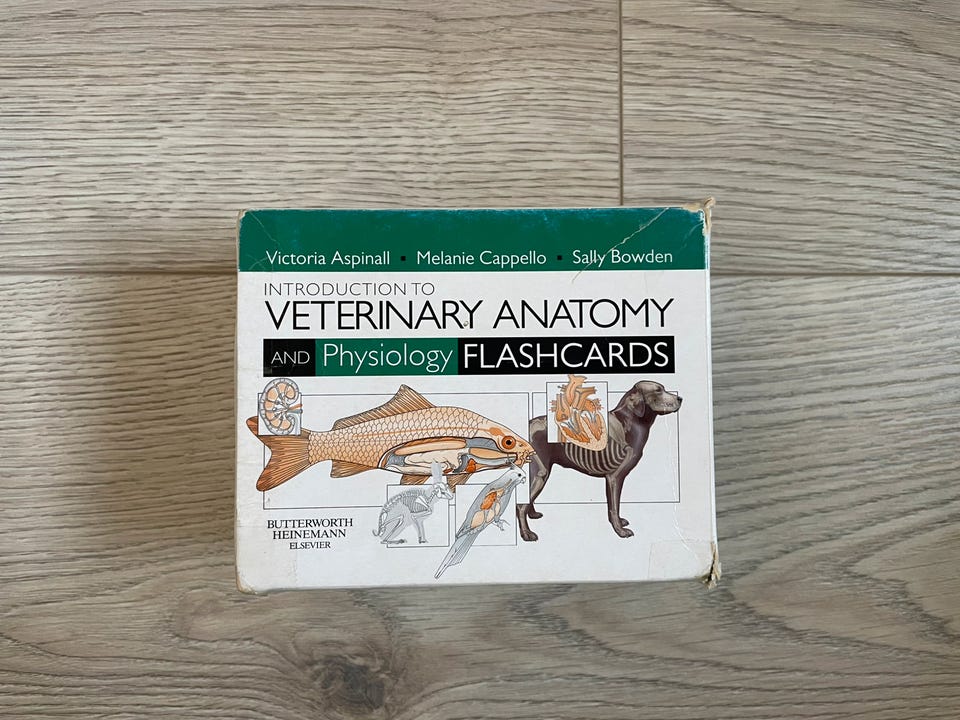 Victoria Aspinall ▪ Melanie Cappello ▪ Sally Bowden
INTRODUCTION TO
VETERINARY ANATOMY
AND Physiology FLASHCARDS
BUTTERWORTH
HEINEMANN
ELSEVIER